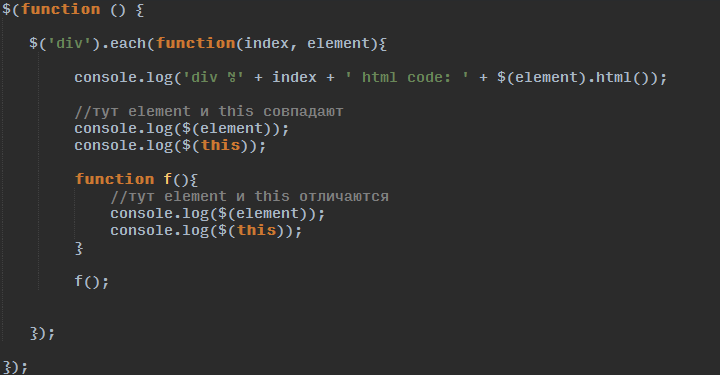 $(function () {
$('div').each(function(index, element){
console.log('div №' + index + ' html code: ' + $(element).html());
//тут element и this совпадают
console.log($(element));
console.log($(this));
function f(){
//тут element и this отличаются
console.log($(element));
console.log($(this));
}
f();
});
});